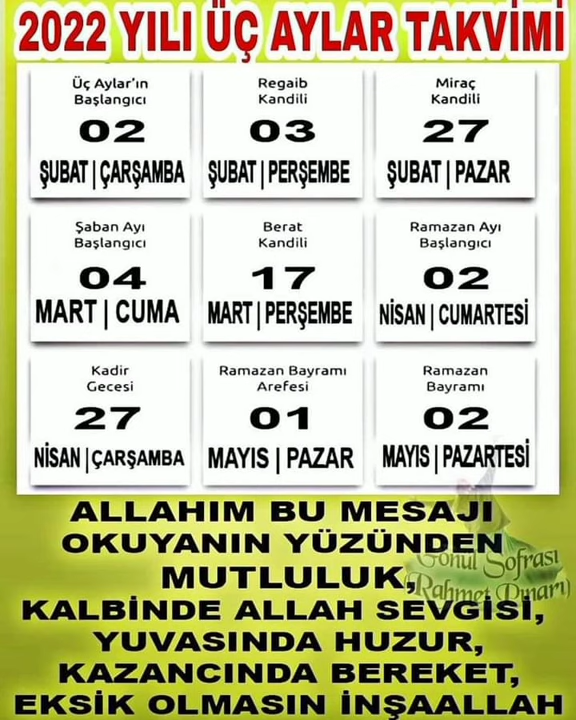 2022 YILI ÜÇ AYLAR TAKVİMİ
Üç Aylar'ın
Başlangıcı
02
ŞUBAT | ÇARŞAMBA
Regaib
Kandili
03
ŞUBAT | PERŞEMBE
Miraç
Kandili
27
ŞUBAT | PAZAR
Şaban Ayı
Başlangıcı
04
MART | CUMA
Berat
Kandili
17
MART | PERŞEMBE
Ramazan Ayı
Başlangıcı
02
NİSAN | CUMARTESİ
Kadir
Gecesi
27
NİSAN | ÇARŞAMBA
Ramazan Bayramı
Arefesi
01
MAYIS | PAZAR
Ramazan
Bayramı
02
MAYIS | PAZARTESİ
ALLAHIM BU MESAJI
OKUYANIN YÜZÜNDEN
MUTLULUK,
KALBİNDE ALLAH SEVGİSİ,
YUVASINDA HUZUR,
KAZANCINDA BEREKET,
EKSİK OLMASIN İNŞAALLAH
Gönül Sofrası
(Rahmet Pınarı)